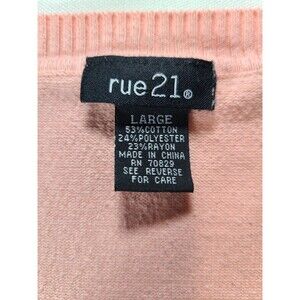 rue21®
LARGE
53%COTTON
24%POLYESTER
23%RAYON
MADE IN CHINA
RN 70829
SEE REVERSE
FOR CARE